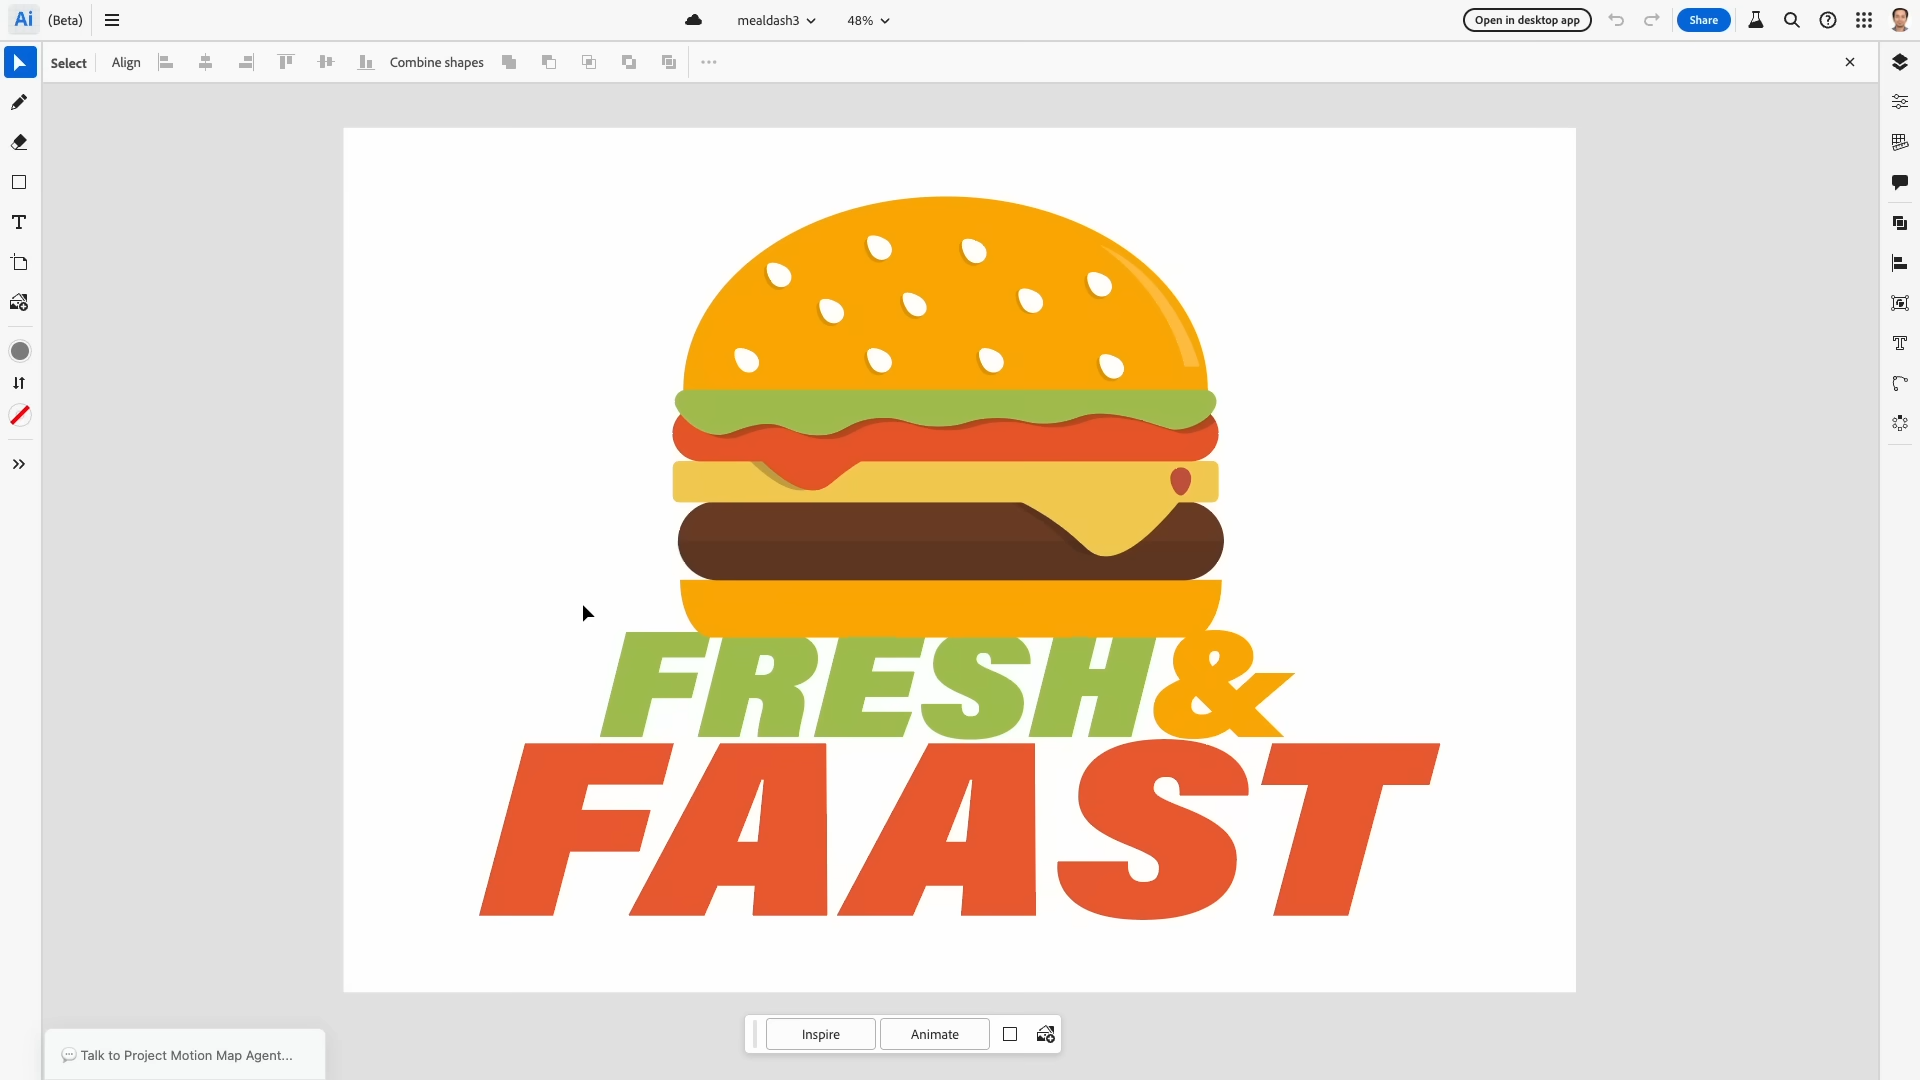 Ai (Beta) mealdash3 48% Open in desktop app Share
Select Align Combine shapes
FRESH&
FAAST
Inspire Animate
Talk to Project Motion Map Agent...